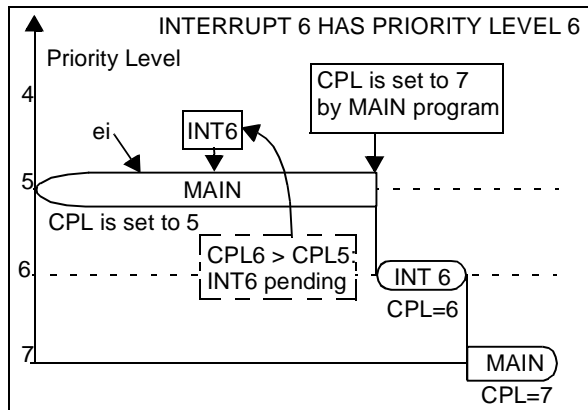 INTERRUPT 6 HAS PRIORITY LEVEL 6
Priority Level
CPL is set to 7
by MAIN program
4
ei
INT6
5
MAIN
CPL is set to 5
CPL6 > CPL5:
INT6 pending
6
INT 6
CPL=6
7
MAIN
CPL=7